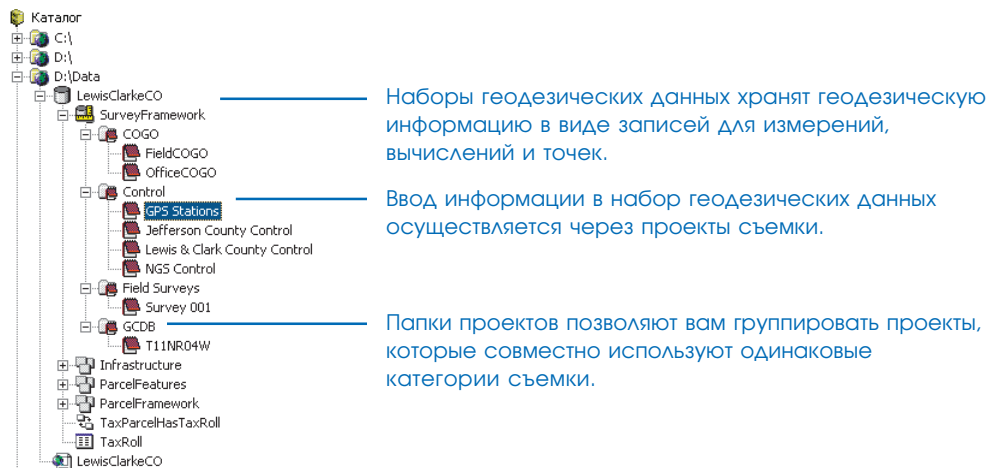 Каталог
C:\
D:\
D:\Data
LewisClarkeCO
SurveyFramework
COGO
FieldCOGO
OfficeCOGO
Control
GPS Stations
Jefferson County Control
Lewis & Clark County Control
NGS Control
Field Surveys
Survey 001
GCDB
T11NR04W
Infrastructure
ParcelFeatures
ParcelFramework
TaxParcelHasTaxRoll
TaxRoll
LewisClarkeCO
Наборы геодезических данных хранят геодезическую
информацию в виде записей для измерений,
вычислений и точек.
Ввод информации в набор геодезических данных
осуществляется через проекты съемки.
Папки проектов позволяют вам группировать проекты,
которые совместно используют одинаковые
категории съемки.